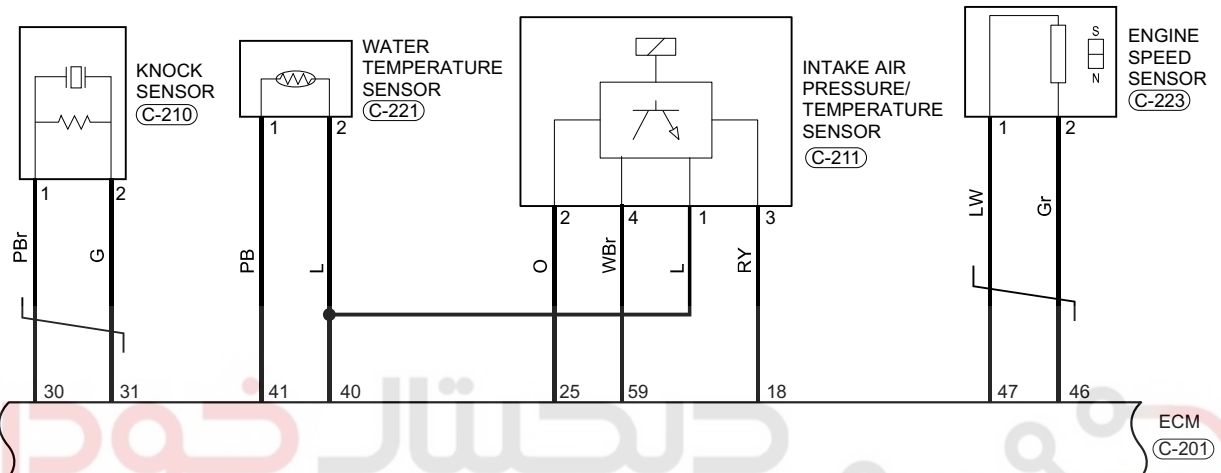 KNOCK
SENSOR
C-210
WATER
TEMPERATURE
SENSOR
C-221
INTAKE AIR
PRESSURE/
TEMPERATURE
SENSOR
C-211
S
N
ENGINE
SPEED
SENSOR
C-223
1 2
1 2
2 4 1 3
1 2
PBr G
PB L
O WBr L RY
LW Gr
30 31 41 40 25 59 18 47 46
ECM
C-201
دیجیتال خودرو